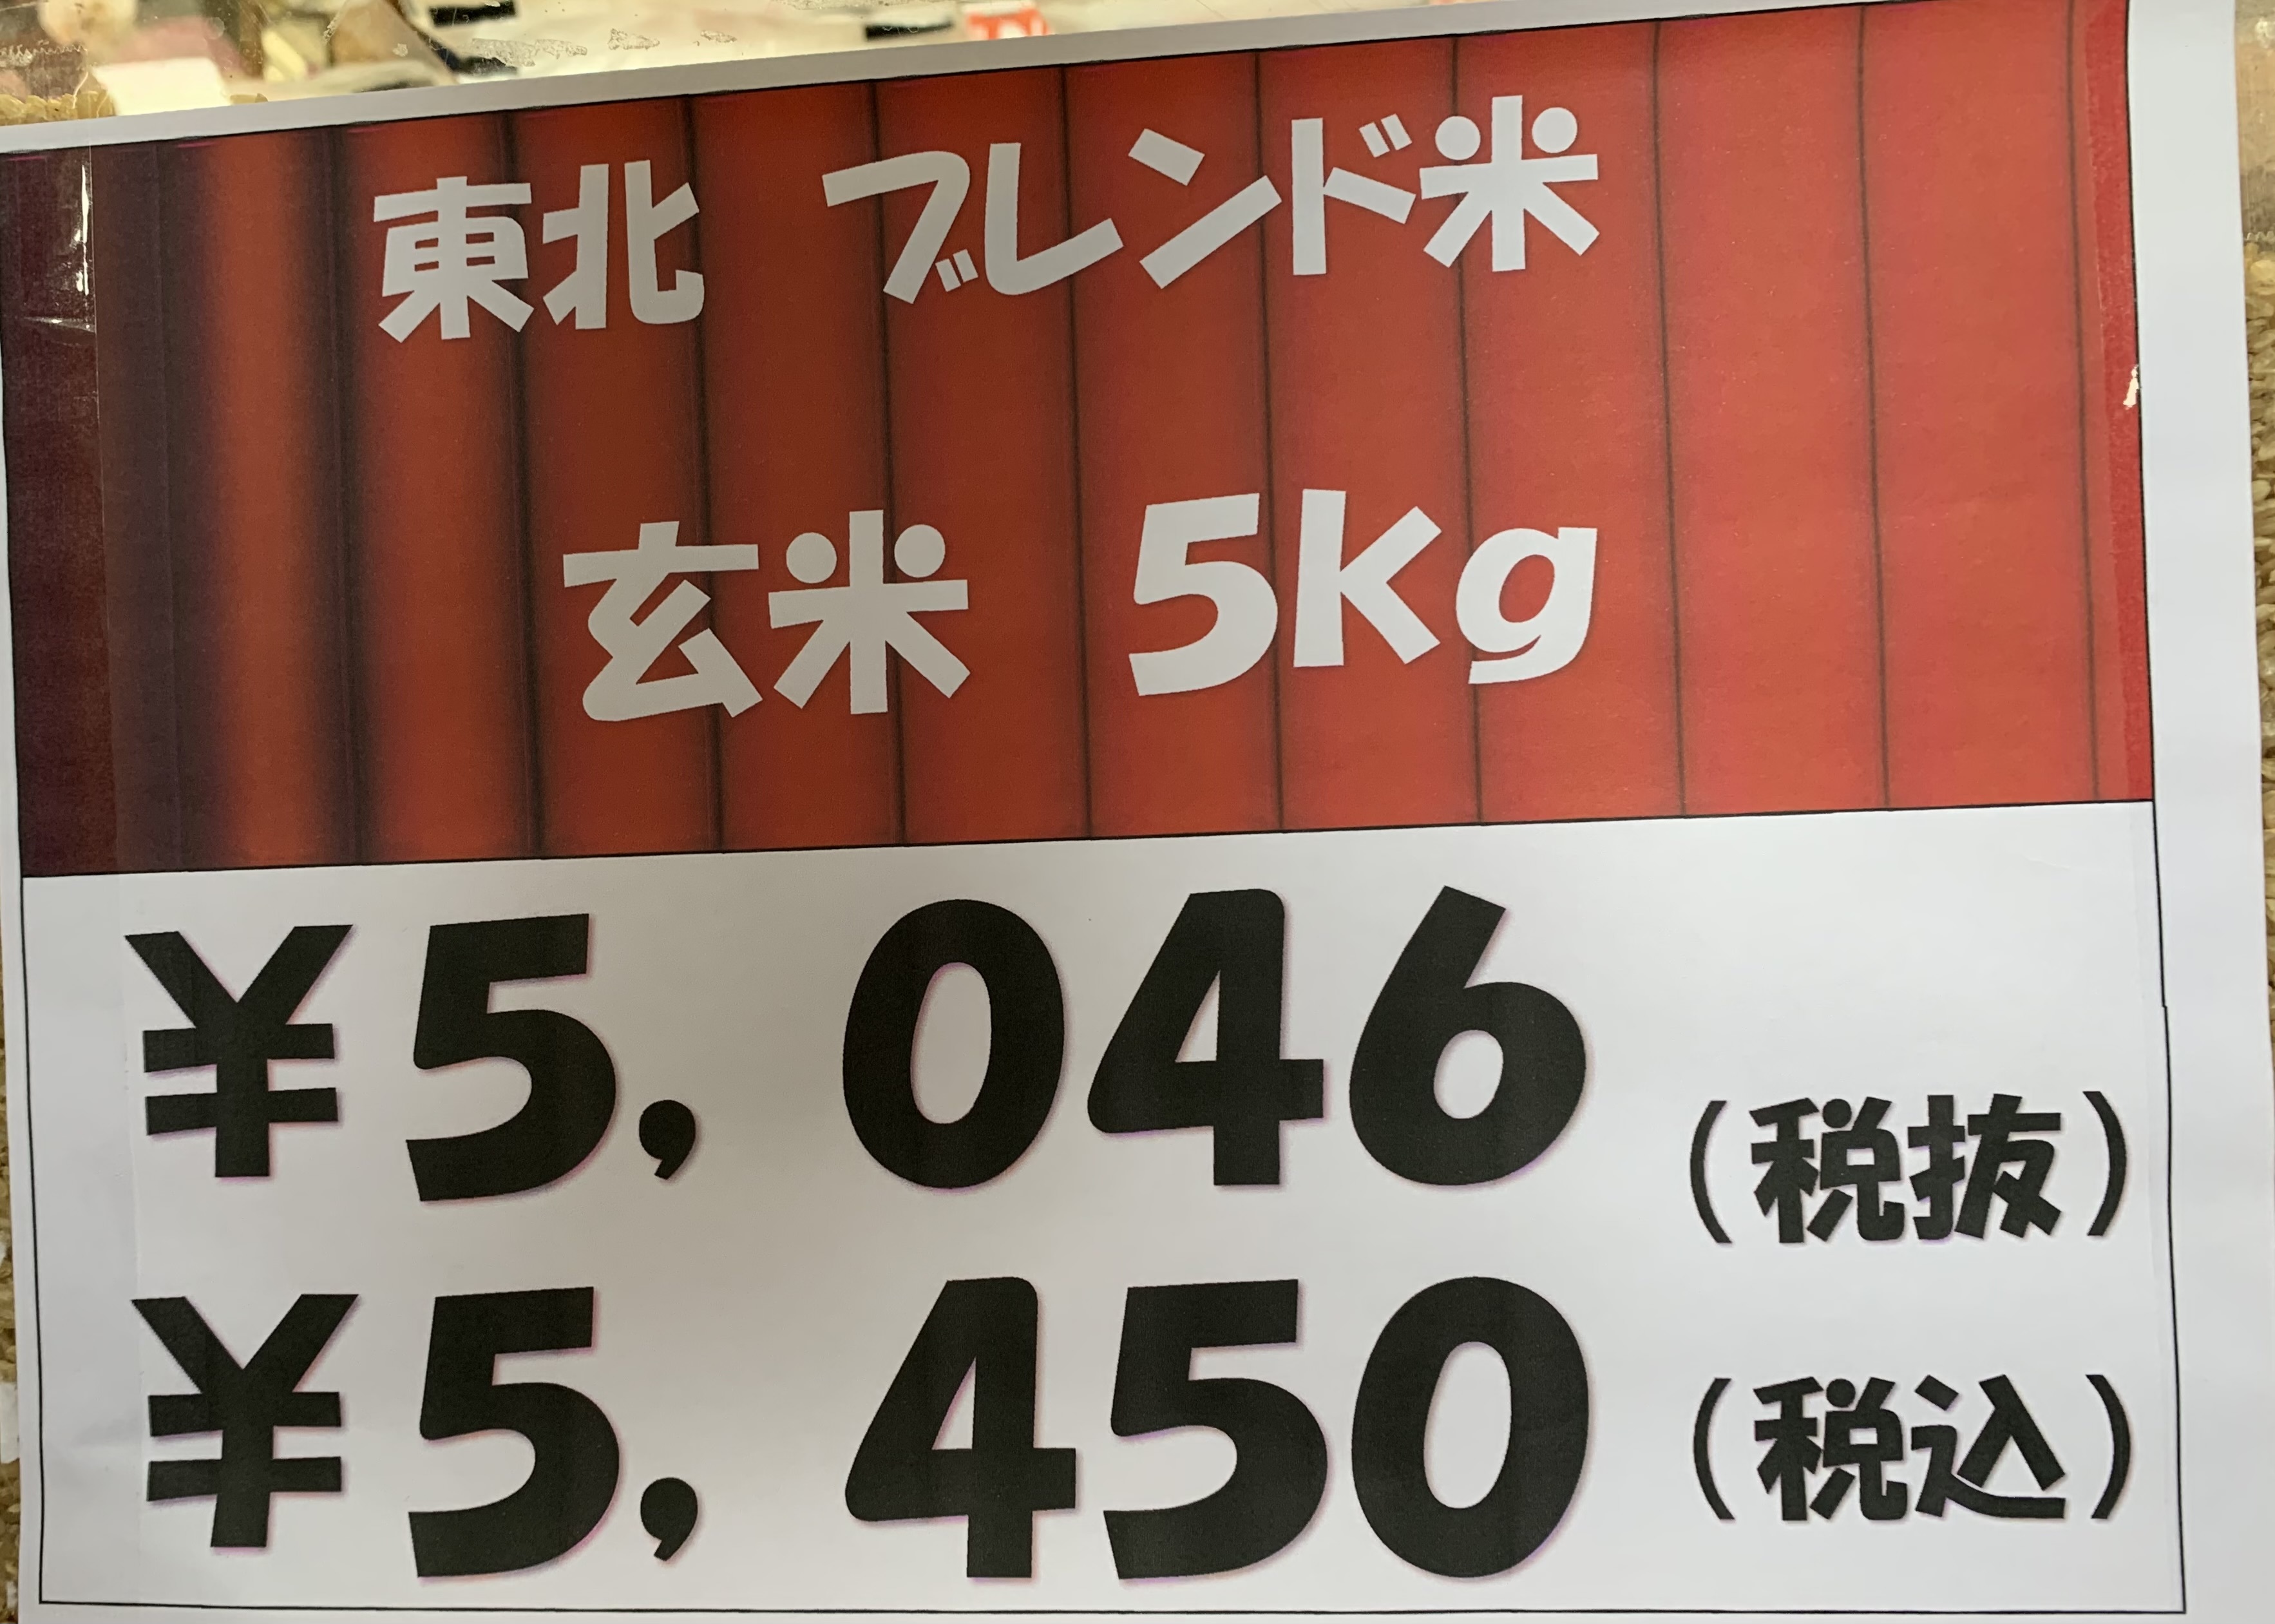 東北 ブレンド米
玄米 5kg
¥5,046 (税抜)
¥5,450 (税込)